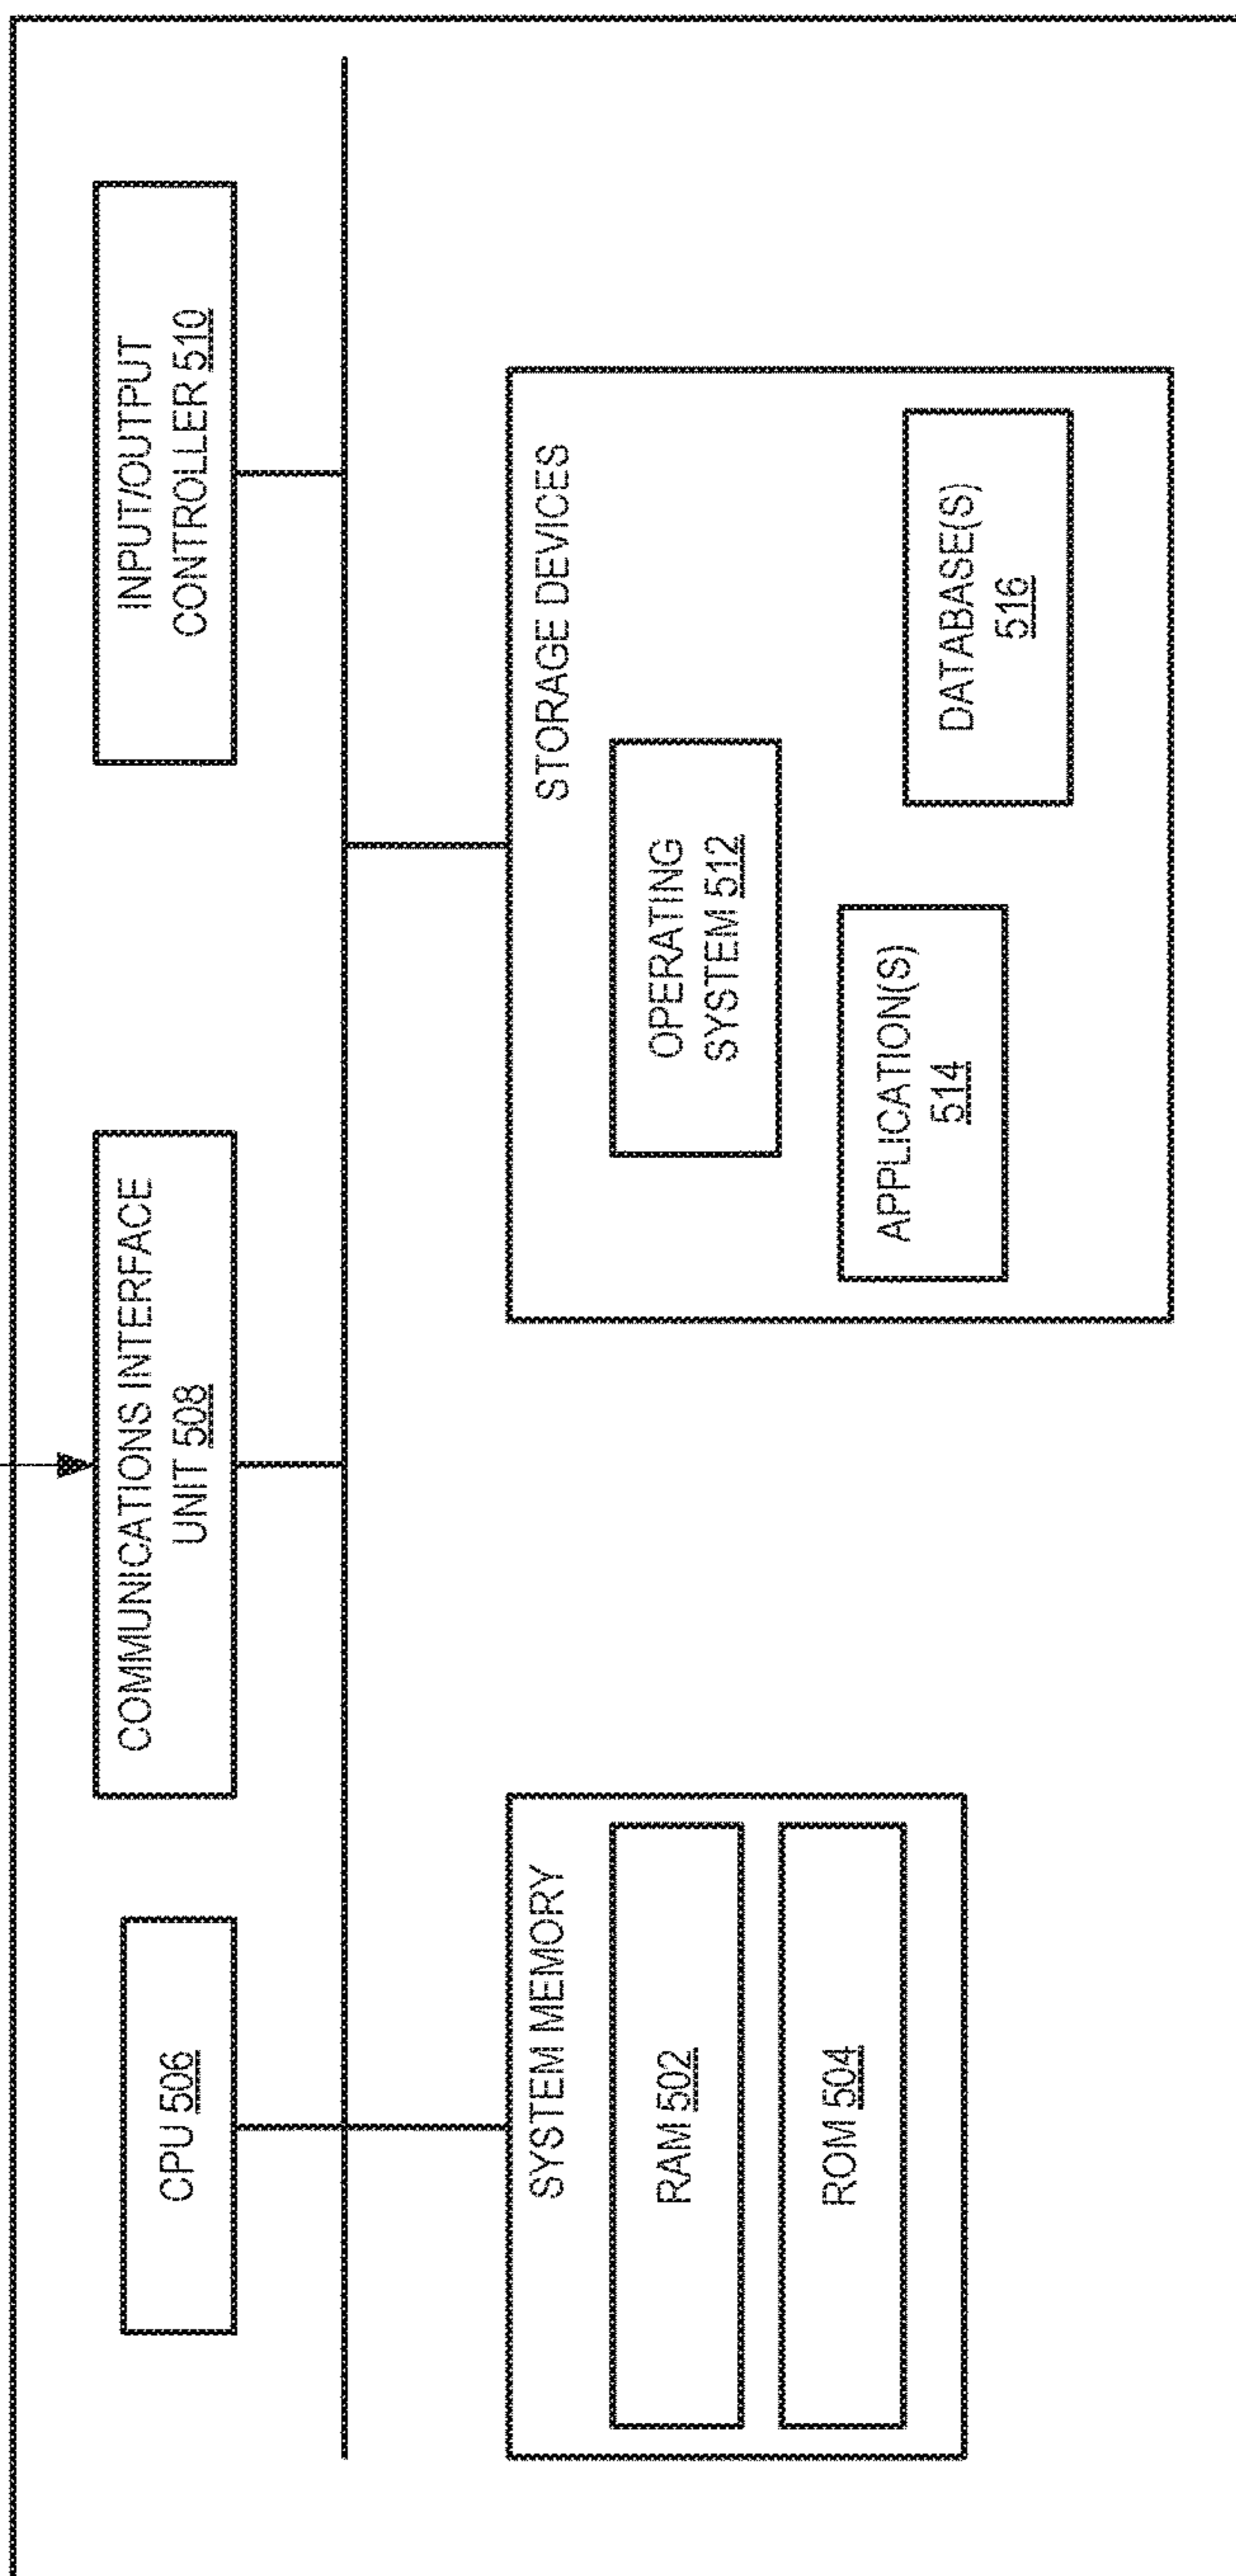 CPU 506
COMMUNICATIONS INTERFACE
UNIT 508
INPUT/OUTPUT
CONTROLLER 510
SYSTEM MEMORY
RAM 502
ROM 504
STORAGE DEVICES
OPERATING
SYSTEM 512
APPLICATION(S)
514
DATABASE(S)
516